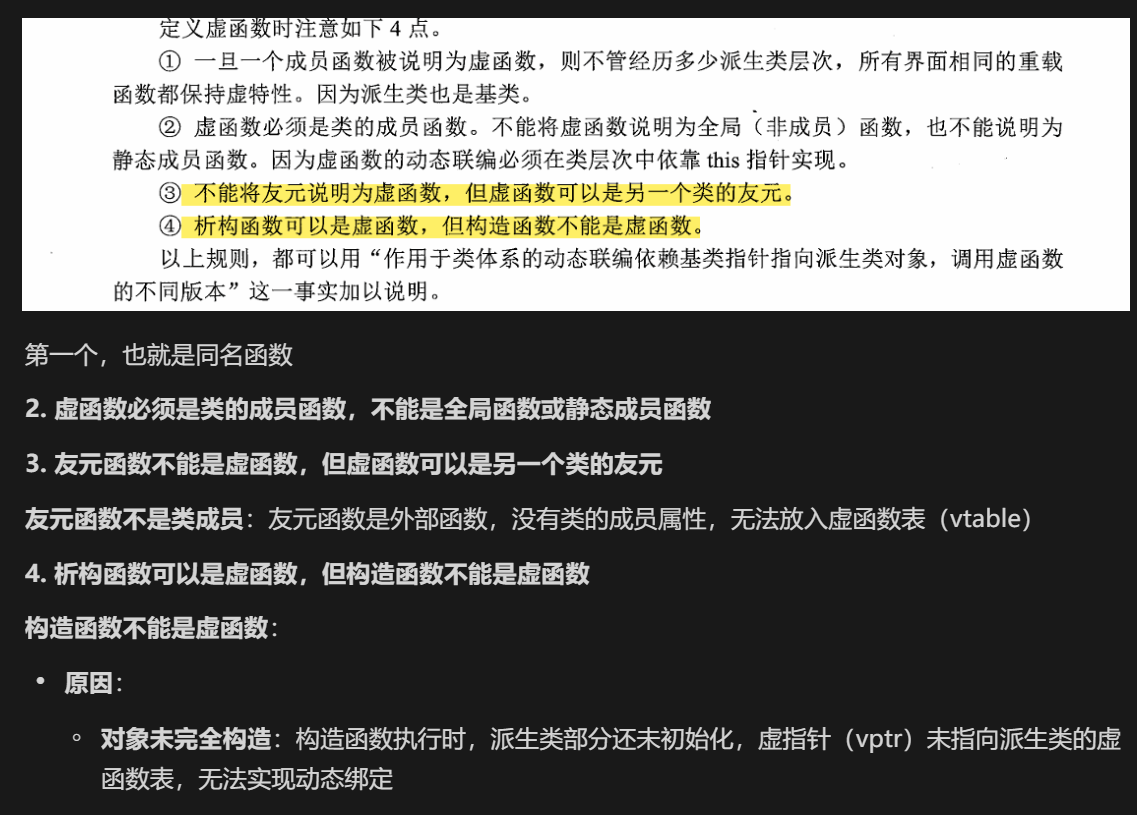 定义虚函数时注意如下 4 点。
① 一旦一个成员函数被说明为虚函数，则不管经历多少派生类层次，所有界面相同的重载
函数都保持虚特性。因为派生类也是基类。
② 虚函数必须是类的成员函数。不能将虚函数说明为全局（非成员）函数，也不能说明为
静态成员函数。因为虚函数的动态联编必须在类层次中依靠 this 指针实现。
③ 不能将友元说明为虚函数，但虚函数可以是另一个类的友元。
④ 析构函数可以是虚函数，但构造函数不能是虚函数。
以上规则，都可以用“作用于类体系的动态联编依赖基类指针指向派生类对象，调用虚函数
的不同版本”这一事实加以说明。
第一个，也就是同名函数
2. 虚函数必须是类的成员函数，不能是全局函数或静态成员函数
3. 友元函数不能是虚函数，但虚函数可以是另一个类的友元
友元函数不是类成员：友元函数是外部函数，没有类的成员属性，无法放入虚函数表（vtable）
4. 析构函数可以是虚函数，但构造函数不能是虚函数
构造函数不能是虚函数：
• 原因：
◦ 对象未完全构造：构造函数执行时，派生类部分还未初始化，虚指针（vptr）未指向派生类的虚
函数表，无法实现动态绑定